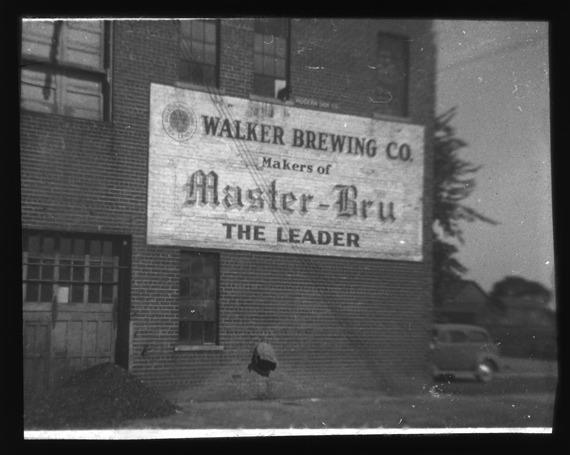 WALKER BREWING CO.
Makers of
Master-Bru
THE LEADER